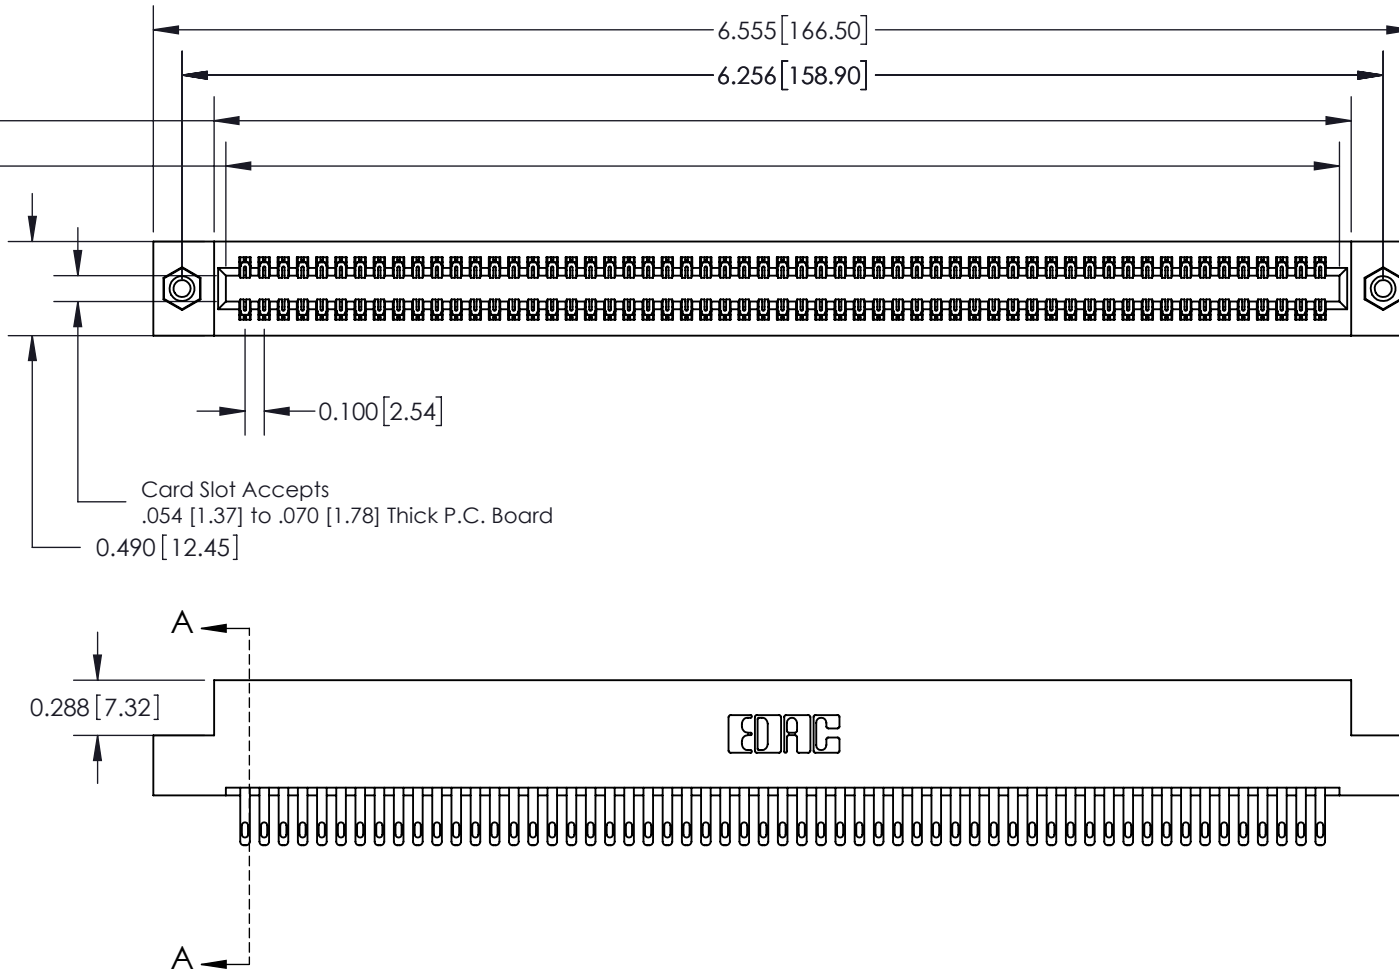 6.555[166.50]
6.256[158.90]
0.100[2.54]
Card Slot Accepts
.054 [1.37] to .070 [1.78] Thick P.C. Board
0.490[12.45]
A
0.288[7.32]
EDAC
A